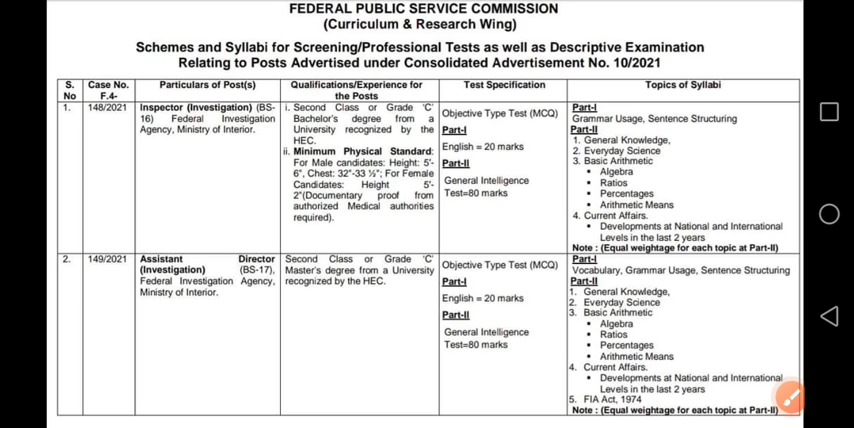 FEDERAL PUBLIC SERVICE COMMISSION
(Curriculum & Research Wing)
Schemes and Syllabi for Screening/Professional Tests as well as Descriptive Examination
Relating to Posts Advertised under Consolidated Advertisement No. 10/2021
S. No
Case No. F.4-
Particulars of Post(s)
Qualifications/Experience for
the Posts
Test Specification
Topics of Syllabi
1.
148/2021
Inspector (Investigation) (BS-
16) Federal Investigation
Agency, Ministry of Interior.
i. Second Class or Grade 'C'
Bachelor's degree from a
University recognized by the
HEC.
ii. Minimum Physical Standard:
For Male candidates: Height: 5'-
6", Chest: 32"-33 ½"; For Female
Candidates: Height 5'-
2"(Documentary proof from
authorized Medical authorities
required).
Objective Type Test (MCQ)
Part-I
English = 20 marks
Part-II
General Intelligence
Test=80 marks
Part-I
Grammar Usage, Sentence Structuring
Part-II
1. General Knowledge,
2. Everyday Science
3. Basic Arithmetic
• Algebra
• Ratios
• Percentages
• Arithmetic Means
4. Current Affairs.
• Developments at National and International
Levels in the last 2 years
Note : (Equal weightage for each topic at Part-II)
2.
149/2021
Assistant Director
(Investigation) (BS-17),
Federal Investigation Agency,
Ministry of Interior.
Second Class or Grade 'C'
Master's degree from a University
recognized by the HEC.
Objective Type Test (MCQ)
Part-I
English = 20 marks
Part-II
General Intelligence
Test=80 marks
Part-I
Vocabulary, Grammar Usage, Sentence Structuring
Part-II
1. General Knowledge,
2. Everyday Science
3. Basic Arithmetic
• Algebra
• Ratios
• Percentages
• Arithmetic Means
4. Current Affairs.
• Developments at National and International
Levels in the last 2 years
5. FIA Act, 1974
Note : (Equal weightage for each topic at Part-II)